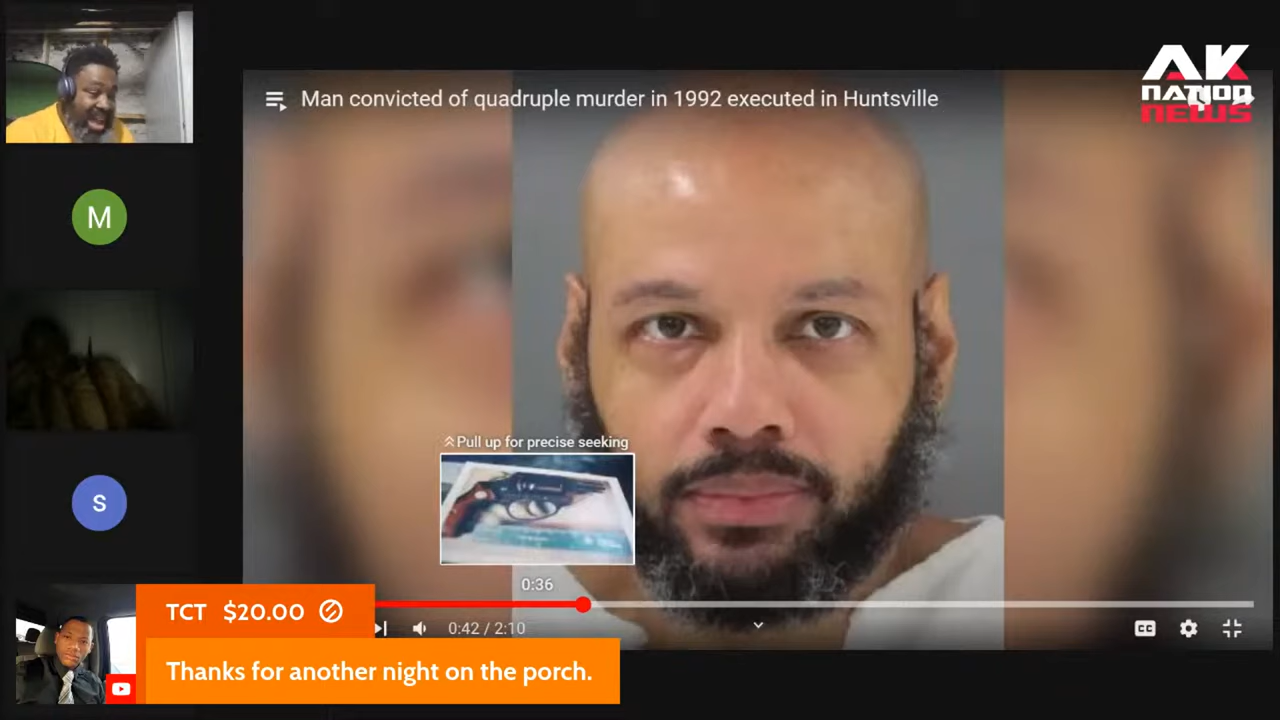 Man convicted of quadruple murder in 1992 executed in Huntsville
AK
NATION
NEWS
M
Pull up for precise seeking
S
0:36
TCT $20.00
0:42 / 2:10
CC
Thanks for another night on the porch.